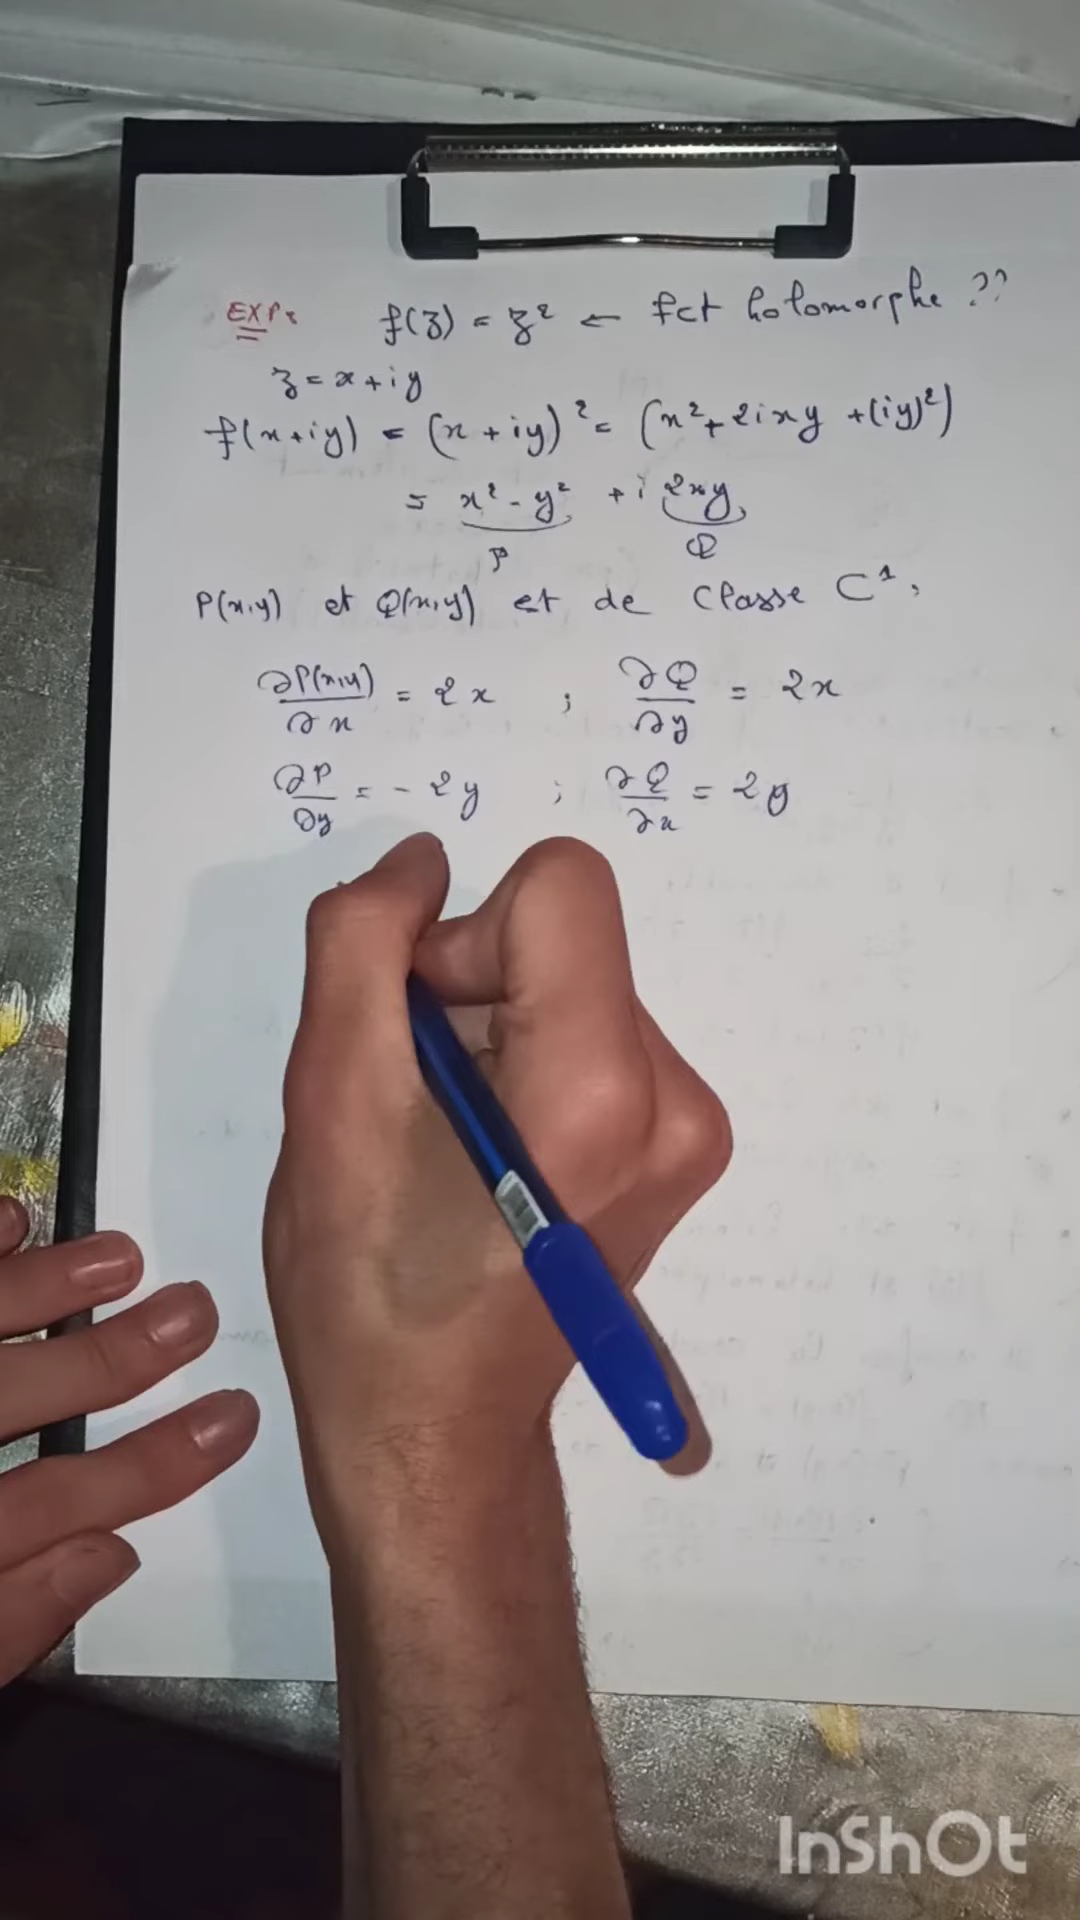 EXP:
f(z) = z² ← fct holomorphe ??
z = x + iy
f(x+iy) = (x + iy)² = (x² + 2ixy + (iy)²)
= x² - y² + i 2xy
P Q
P(x,y) et Q(x,y) et de classe C¹,
∂P(x,y)/∂x = 2x ; ∂Q/∂y = 2x
∂P/∂y = - 2y ; ∂Q/∂x = 2y
InShOt